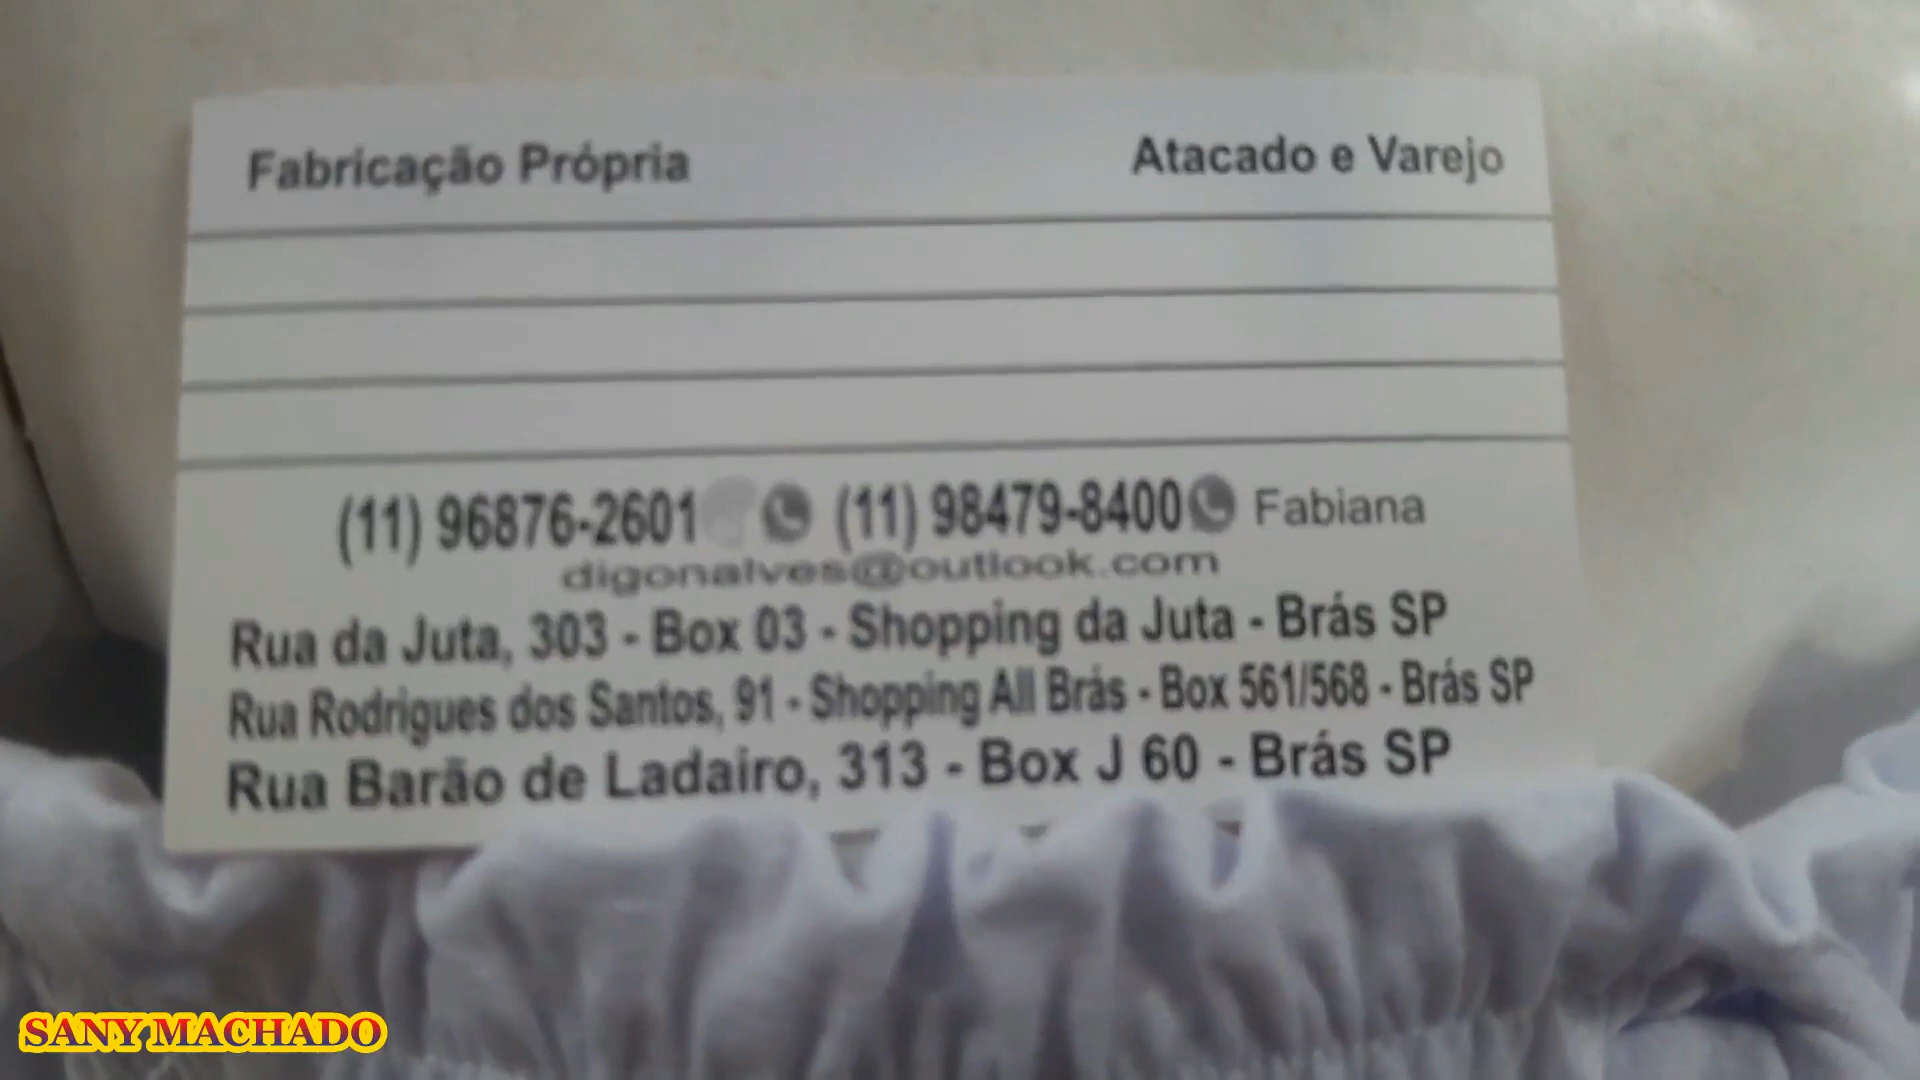 Fabricação Própria Atacado e Varejo
(11) 96876-2601 (11) 98479-8400 Fabiana
digonalves@outlook.com
Rua da Juta, 303 - Box 03 - Shopping da Juta - Brás SP
Rua Rodrigues dos Santos, 91 - Shopping All Brás - Box 561/568 - Brás SP
Rua Barão de Ladairo, 313 - Box J 60 - Brás SP
SANY MACHADO